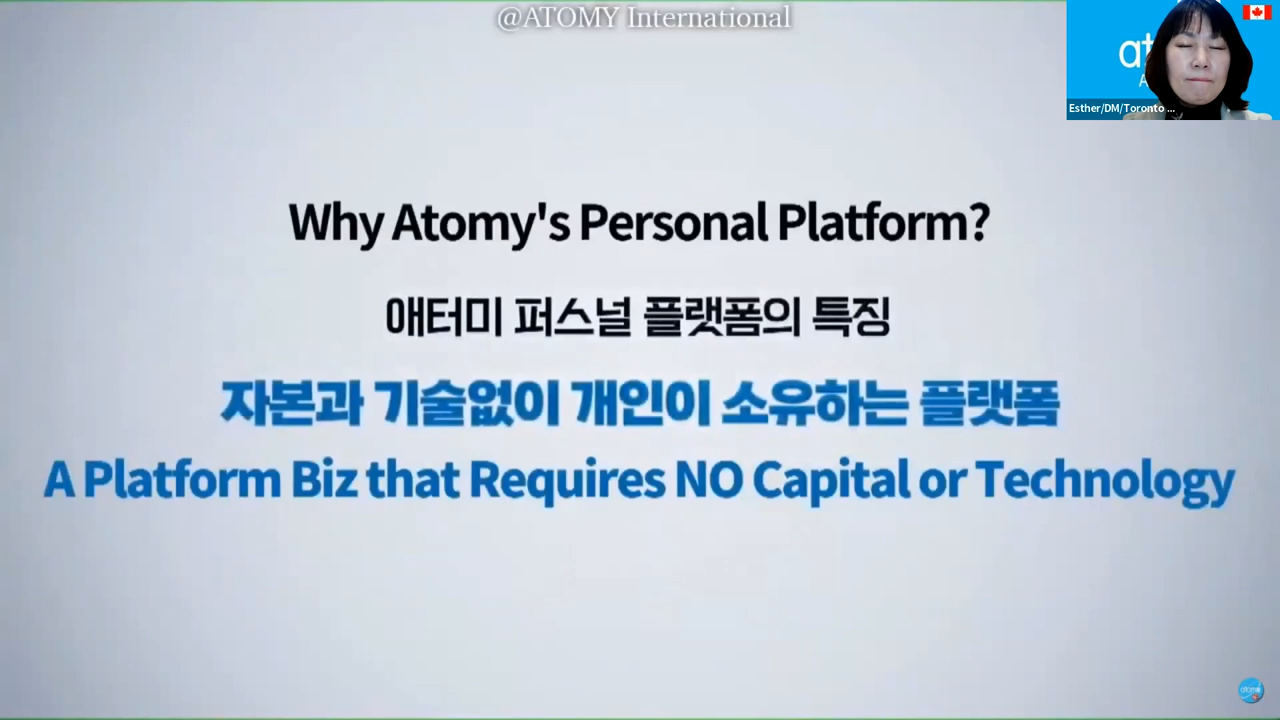 @ATOMY International
Esther/DM/Toronto ...
Why Atomy's Personal Platform?
애터미 퍼스널 플랫폼의 특징
자본과 기술없이 개인이 소유하는 플랫폼
A Platform Biz that Requires NO Capital or Technology